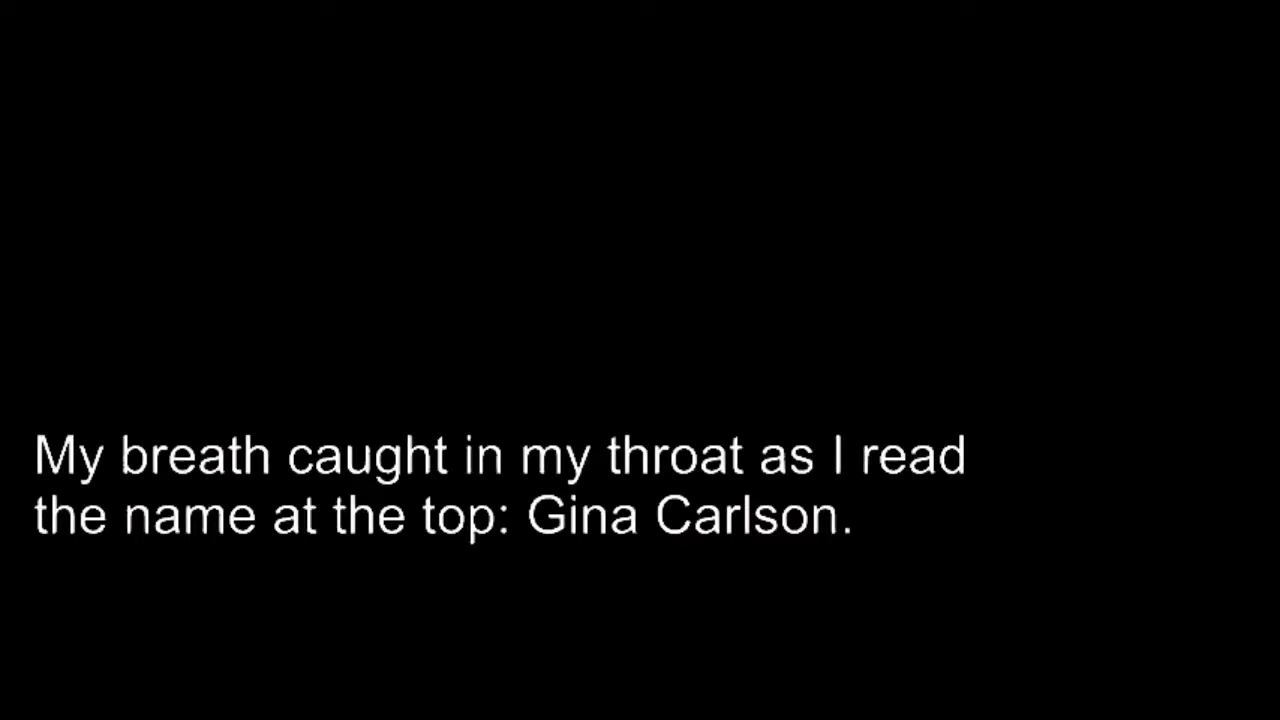 My breath caught in my throat as I read
the name at the top: Gina Carlson.